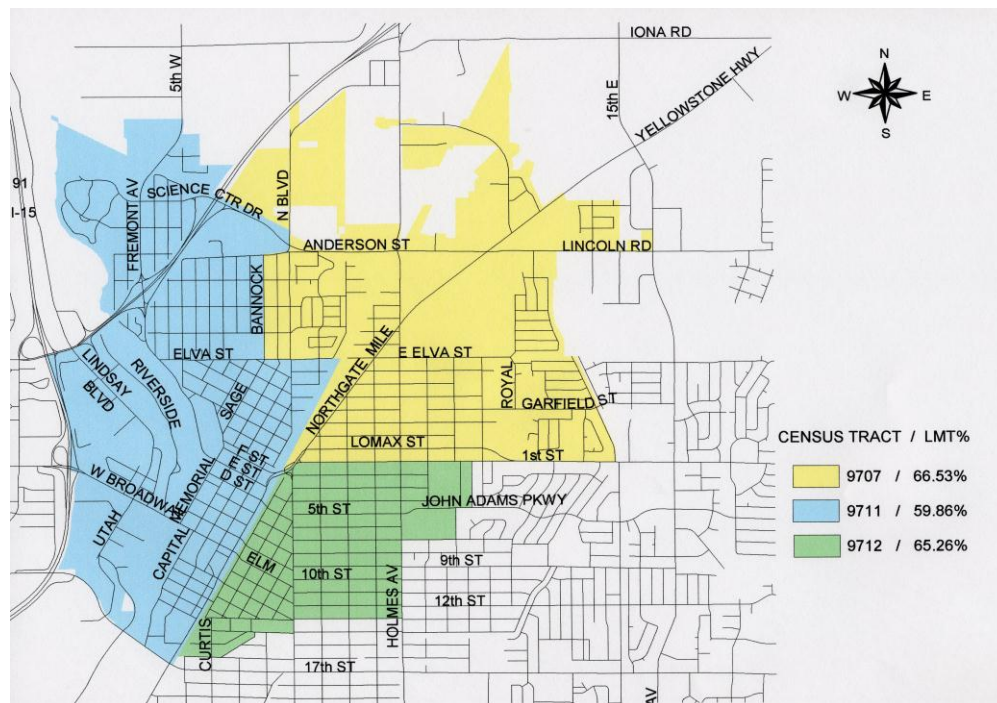 IONA RD
5th W
15th E
YELLOWSTONE HWY
N
W
E
S
91
I-15
FREMONT AV
SCIENCE CTR DR
N BLVD
ANDERSON ST
LINCOLN RD
BANNOCK
ELVA ST
E ELVA ST
NORTHGATE MILE
LINDSAY BLVD
RIVERSIDE
SAGE
ROYAL
GARFIELD ST
LOMAX ST
1st ST
CENSUS TRACT / LMT%
9707 / 66.53%
9711 / 59.86%
9712 / 65.26%
W BROADWAY
MEMORIAL
CAPITAL
UTAH
JOHN ADAMS PKWY
5th ST
ELM
9th ST
10th ST
12th ST
HOLMES AV
CURTIS
17th ST
AV